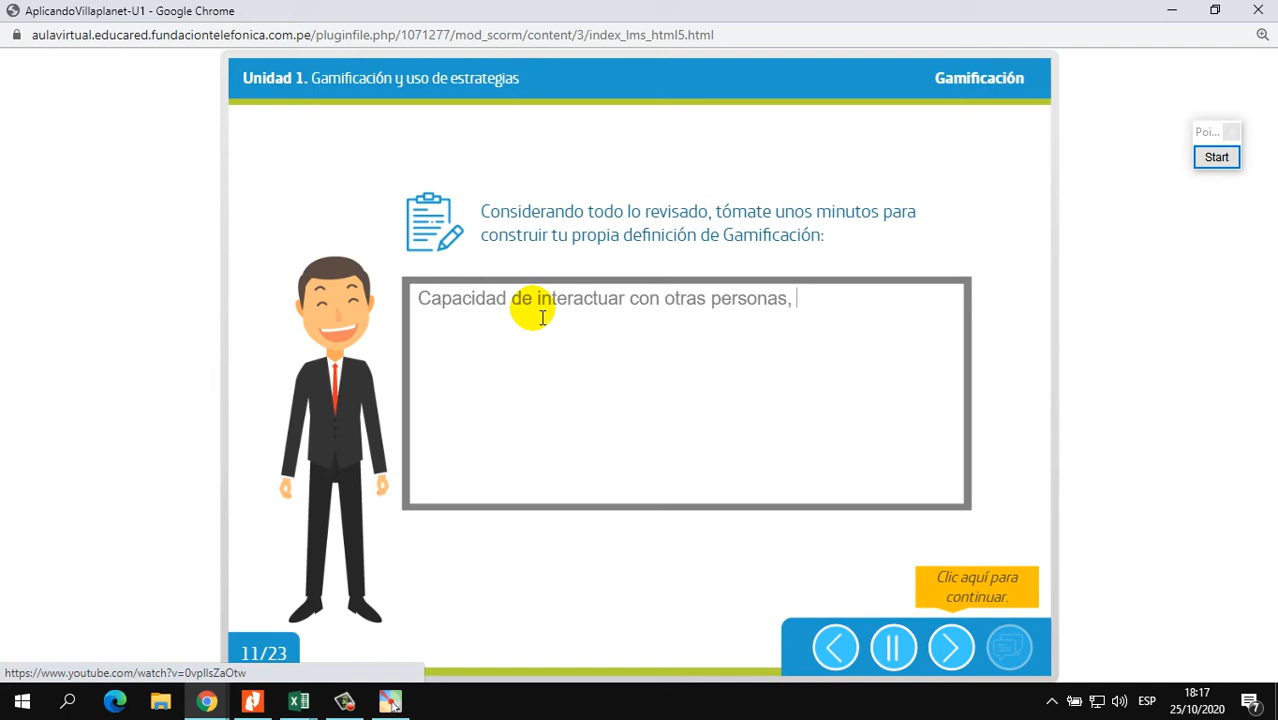 AplicandoVillaplanet-U1 - Google Chrome
aulavirtual.educared.fundaciontelefonica.com.pe/pluginfile.php/1071277/mod_scorm/content/3/index_lms_html5.html
Unidad 1. Gamificación y uso de estrategias
Gamificación
Poi...
Start
Considerando todo lo revisado, tómate unos minutos para
construir tu propia definición de Gamificación:
Capacidad de interactuar con otras personas,
Clic aquí para
continuar.
11/23
https://www.youtube.com/watch?v=0vpIIsZaOtw
ESP
18:17
25/10/2020
7